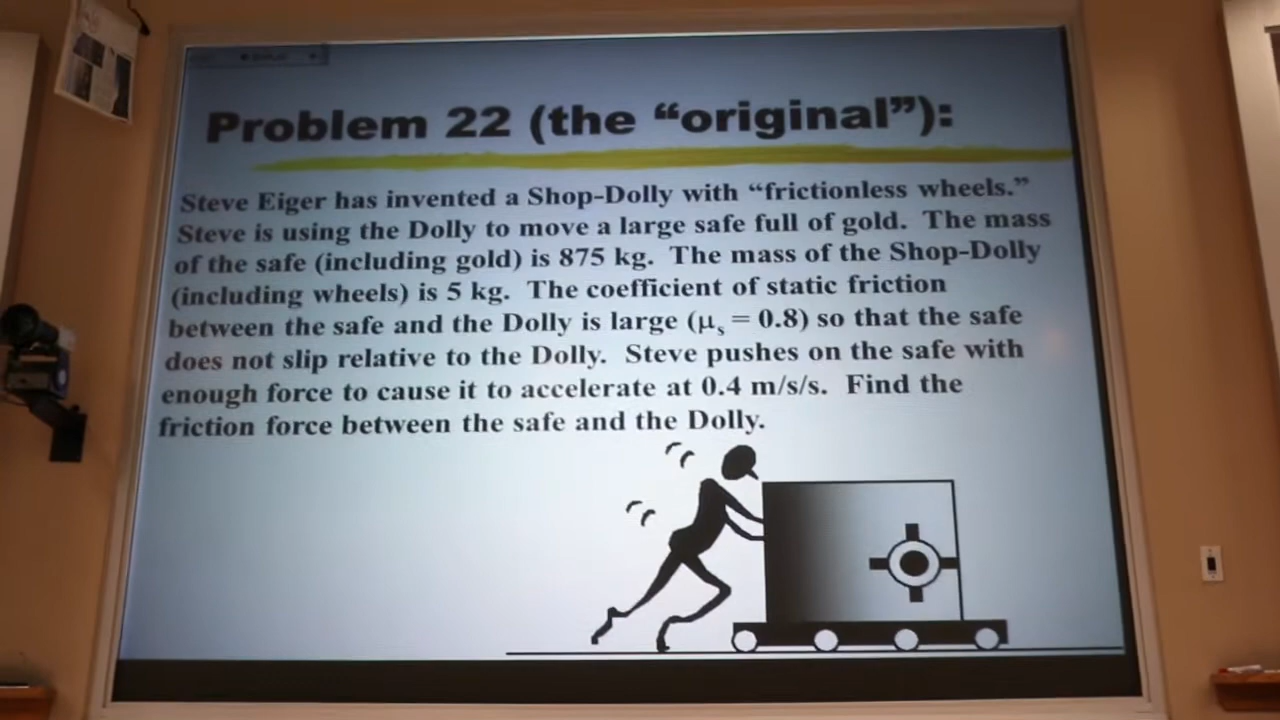 Problem 22 (the “original”):
Steve Eiger has invented a Shop-Dolly with “frictionless wheels.”
Steve is using the Dolly to move a large safe full of gold. The mass
of the safe (including gold) is 875 kg. The mass of the Shop-Dolly
(including wheels) is 5 kg. The coefficient of static friction
between the safe and the Dolly is large (μₛ = 0.8) so that the safe
does not slip relative to the Dolly. Steve pushes on the safe with
enough force to cause it to accelerate at 0.4 m/s/s. Find the
friction force between the safe and the Dolly.